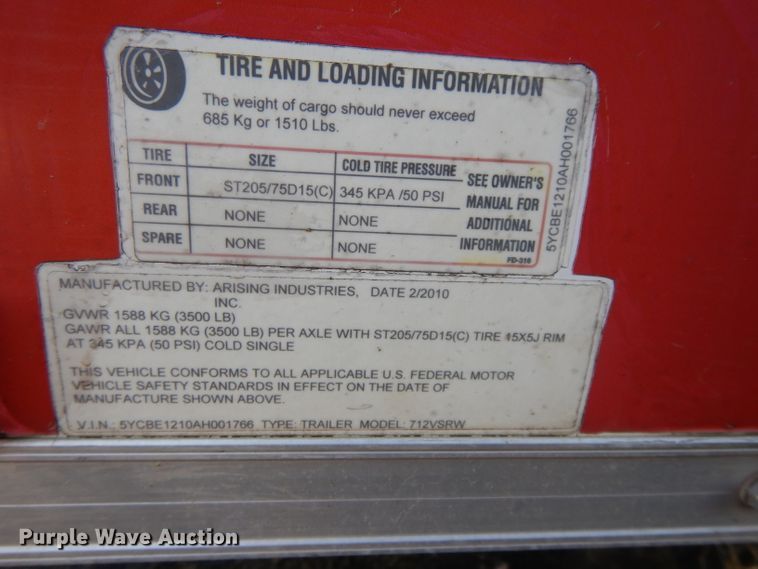 TIRE AND LOADING INFORMATION
The weight of cargo should never exceed
685 Kg or 1510 Lbs.
TIRE SIZE COLD TIRE PRESSURE SEE OWNER'S MANUAL FOR ADDITIONAL INFORMATION
FRONT ST205/75D15(C) 345 KPA /50 PSI
REAR NONE NONE
SPARE NONE NONE
FD-316
5YCBE1210AH001766
MANUFACTURED BY: ARISING INDUSTRIES, DATE 2/2010
INC.
GVWR 1588 KG (3500 LB)
GAWR ALL 1588 KG (3500 LB) PER AXLE WITH ST205/75D15(C) TIRE 15X5J RIM
AT 345 KPA (50 PSI) COLD SINGLE
THIS VEHICLE CONFORMS TO ALL APPLICABLE U.S. FEDERAL MOTOR
VEHICLE SAFETY STANDARDS IN EFFECT ON THE DATE OF
MANUFACTURE SHOWN ABOVE.
V.I.N.: 5YCBE1210AH001766 TYPE: TRAILER MODEL: 712VSRW
Purple Wave Auction